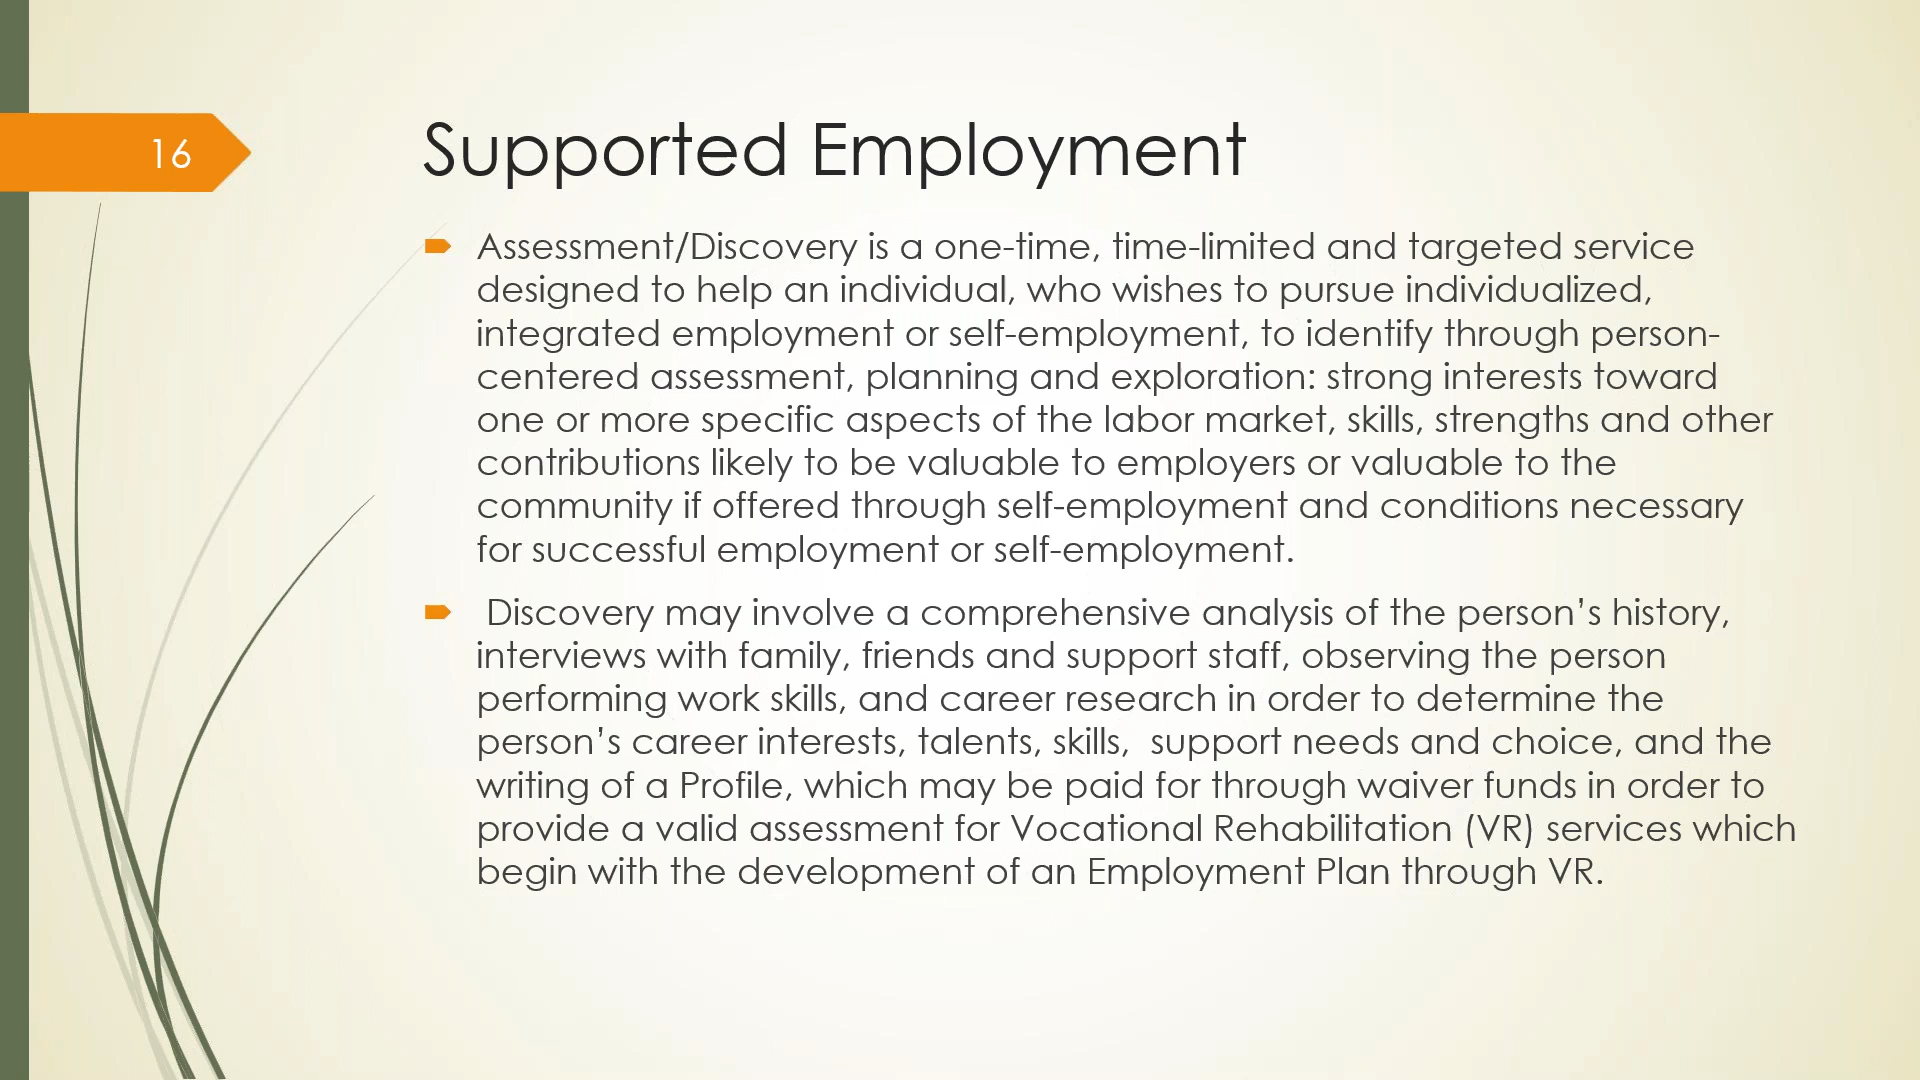 16
Supported Employment
Assessment/Discovery is a one-time, time-limited and targeted service
designed to help an individual, who wishes to pursue individualized,
integrated employment or self-employment, to identify through person-
centered assessment, planning and exploration: strong interests toward
one or more specific aspects of the labor market, skills, strengths and other
contributions likely to be valuable to employers or valuable to the
community if offered through self-employment and conditions necessary
for successful employment or self-employment.
Discovery may involve a comprehensive analysis of the person’s history,
interviews with family, friends and support staff, observing the person
performing work skills, and career research in order to determine the
person’s career interests, talents, skills,  support needs and choice, and the
writing of a Profile, which may be paid for through waiver funds in order to
provide a valid assessment for Vocational Rehabilitation (VR) services which
begin with the development of an Employment Plan through VR.